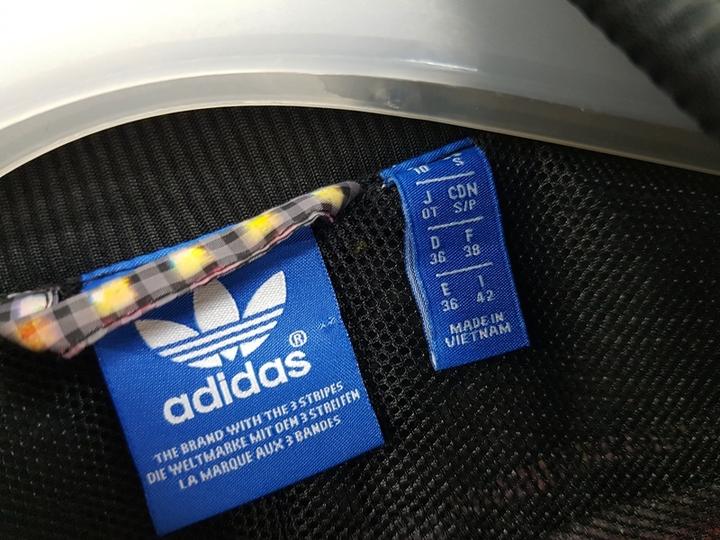 adidas®
THE BRAND WITH THE 3 STRIPES
DIE WELTMARKE MIT DEN 3 STREIFEN
LA MARQUE AUX 3 BANDES
10 S
J CDN
OT S/P
D F
36 38
E I
36 42
MADE IN
VIETNAM